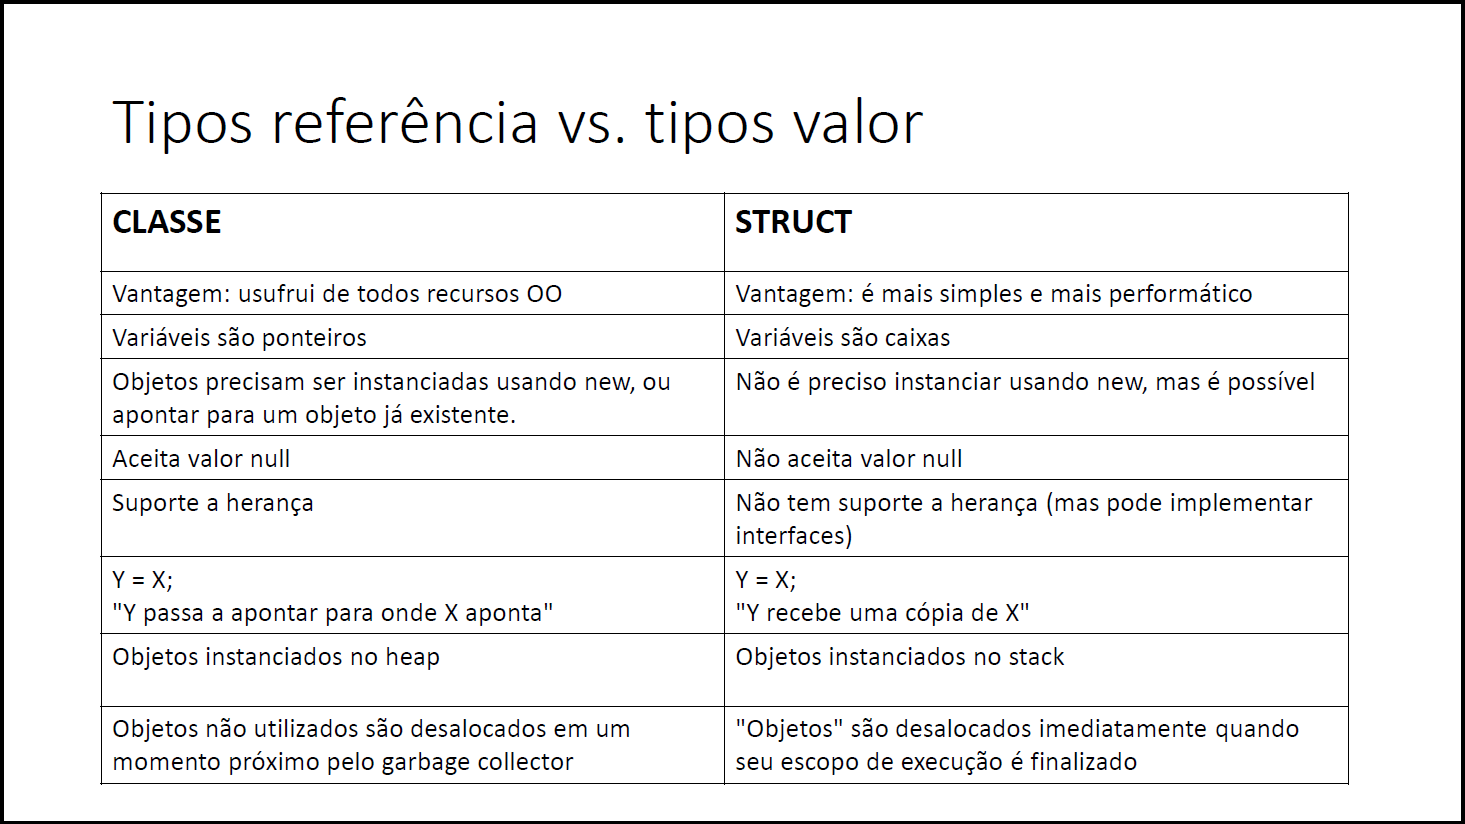 Tipos referência vs. tipos valor
CLASSE
STRUCT
Vantagem: usufrui de todos recursos OO
Vantagem: é mais simples e mais performático
Variáveis são ponteiros
Variáveis são caixas
Objetos precisam ser instanciadas usando new, ou
apontar para um objeto já existente.
Não é preciso instanciar usando new, mas é possível
Aceita valor null
Não aceita valor null
Suporte a herança
Não tem suporte a herança (mas pode implementar
interfaces)
Y = X;
"Y passa a apontar para onde X aponta"
Y = X;
"Y recebe uma cópia de X"
Objetos instanciados no heap
Objetos instanciados no stack
Objetos não utilizados são desalocados em um
momento próximo pelo garbage collector
"Objetos" são desalocados imediatamente quando
seu escopo de execução é finalizado